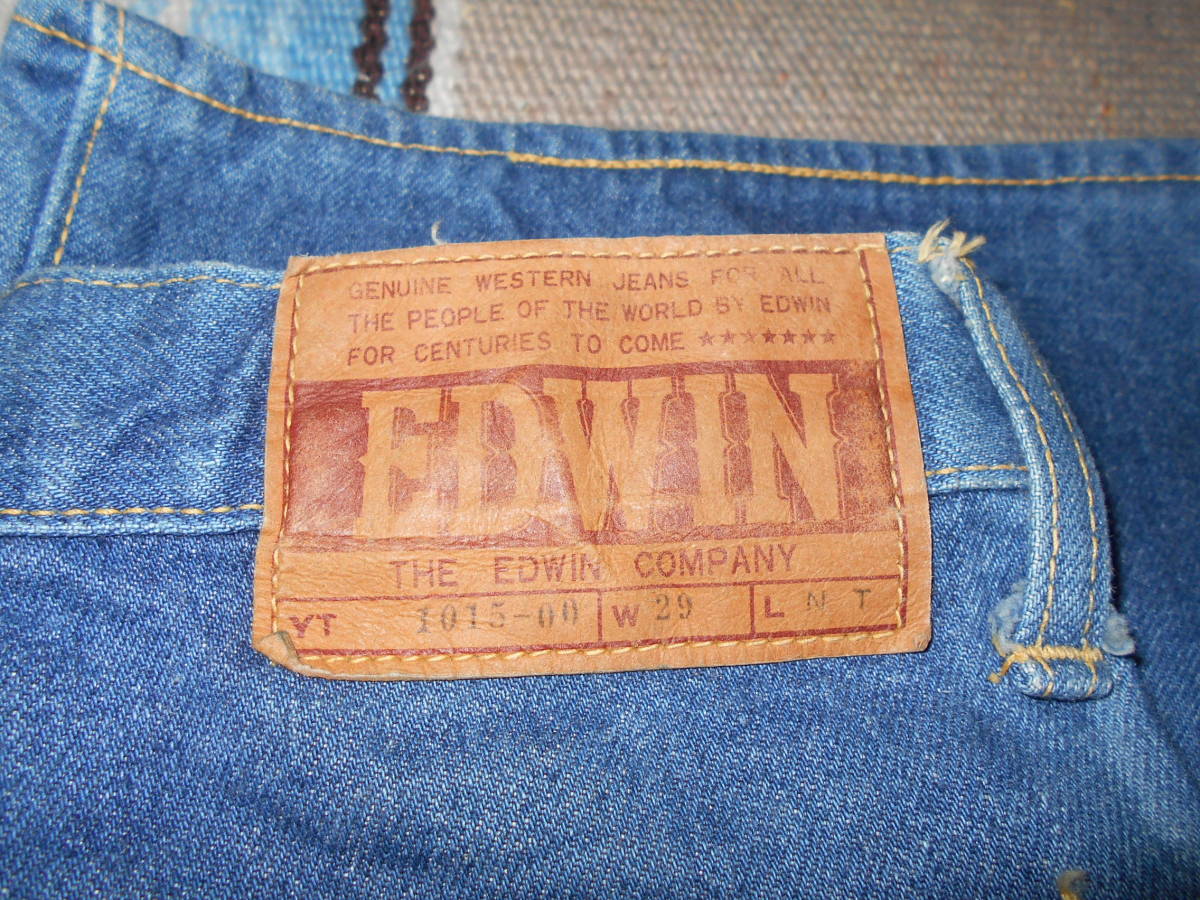 GENUINE WESTERN JEANS FOR ALL
THE PEOPLE OF THE WORLD BY EDWIN
FOR CENTURIES TO COME ★★★★★★★
EDWIN
THE EDWIN COMPANY
YT 1015-00 W 29 L N T